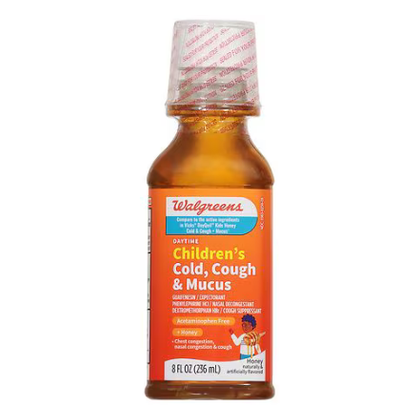 Walgreens
Compare to the active ingredients
in Vicks® DayQuil™ Kids Honey
Cold & Cough + Mucus
DAYTIME
Children's
Cold, Cough
& Mucus
GUAIFENESIN / EXPECTORANT
PHENYLEPHRINE HCl / NASAL DECONGESTANT
DEXTROMETHORPHAN HBr / COUGH SUPPRESSANT
Acetaminophen Free
+ Honey
• Chest congestion,
nasal congestion & cough
8 FL OZ (236 mL)
Honey
naturally &
artificially flavored